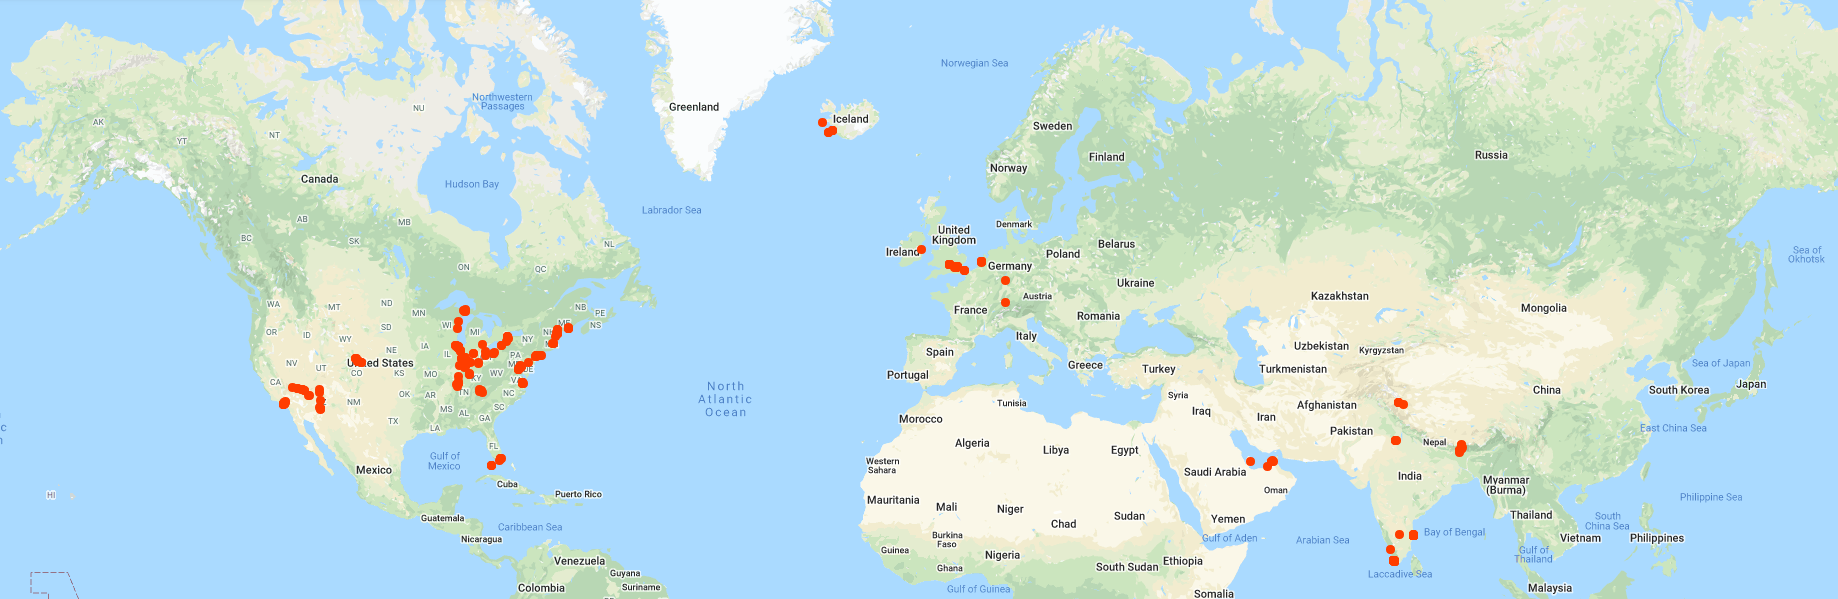 Greenland
Iceland
Norwegian Sea
Northwestern
Passages
NU
AK
YT
NT
Canada
Hudson Bay
Labrador Sea
Sweden
Finland
Norway
Russia
AB
MB
BC
SK
ON
QC
NL
Denmark
United
Kingdom
Ireland
Belarus
Poland
Germany
Ukraine
Austria
France
Romania
Italy
Spain
Portugal
Greece
Turkey
Kazakhstan
Mongolia
Uzbekistan
Kyrgyzstan
Turkmenistan
Sea of
Okhotsk
Sea of Japan
China
South Korea
Japan
WA
MT
ND
MN
OR
ID
WY
SD
WI
MI
NB
PE
NS
ME
NH
NY
NV
UT
NE
IA
IL
PA
United States
CO
KS
MO
WV
CA
KY
OK
AR
TN
NC
NM
MS
AL
SC
GA
TX
LA
FL
North
Atlantic
Ocean
Gulf of
Mexico
Mexico
Cuba
Puerto Rico
Guatemala
Caribbean Sea
Nicaragua
Venezuela
Guyana
Suriname
Colombia
HI
Tunisia
Morocco
Algeria
Libya
Egypt
Western
Sahara
Mauritania
Mali
Niger
Chad
Sudan
Burkina
Faso
Guinea
Ghana
Nigeria
South Sudan
Ethiopia
Gulf of Guinea
Somalia
Syria
Iraq
Iran
Afghanistan
Pakistan
Saudi Arabia
Oman
Yemen
Gulf of Aden
Arabian Sea
Nepal
India
Myanmar
(Burma)
Bay of Bengal
Laccadive Sea
Thailand
Vietnam
Gulf of
Thailand
Malaysia
South
China Sea
Philippines
Philippine Sea
East China Sea